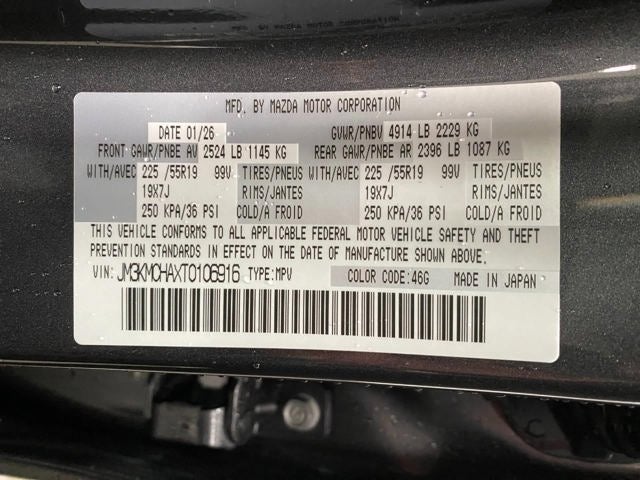 MFD. BY MAZDA MOTOR CORPORATION
DATE 01/26 GVWR/PNBV 4914 LB 2229 KG
FRONT GAWR/PNBE AV 2524 LB 1145 KG REAR GAWR/PNBE AR 2396 LB 1087 KG
WITH/AVEC 225 /55R19 99V TIRES/PNEUS WITH/AVEC 225 /55R19 99V TIRES/PNEUS
19X7J RIMS/JANTES 19X7J RIMS/JANTES
250 KPA/36 PSI COLD/A FROID 250 KPA/36 PSI COLD/A FROID
THIS VEHICLE CONFORMS TO ALL APPLICABLE FEDERAL MOTOR VEHICLE SAFETY AND THEFT
PREVENTION STANDARDS IN EFFECT ON THE DATE OF MANUFACTURE SHOWN ABOVE.
VIN: JM3KMCHAXT0106916 TYPE: MPV COLOR CODE: 46G MADE IN JAPAN